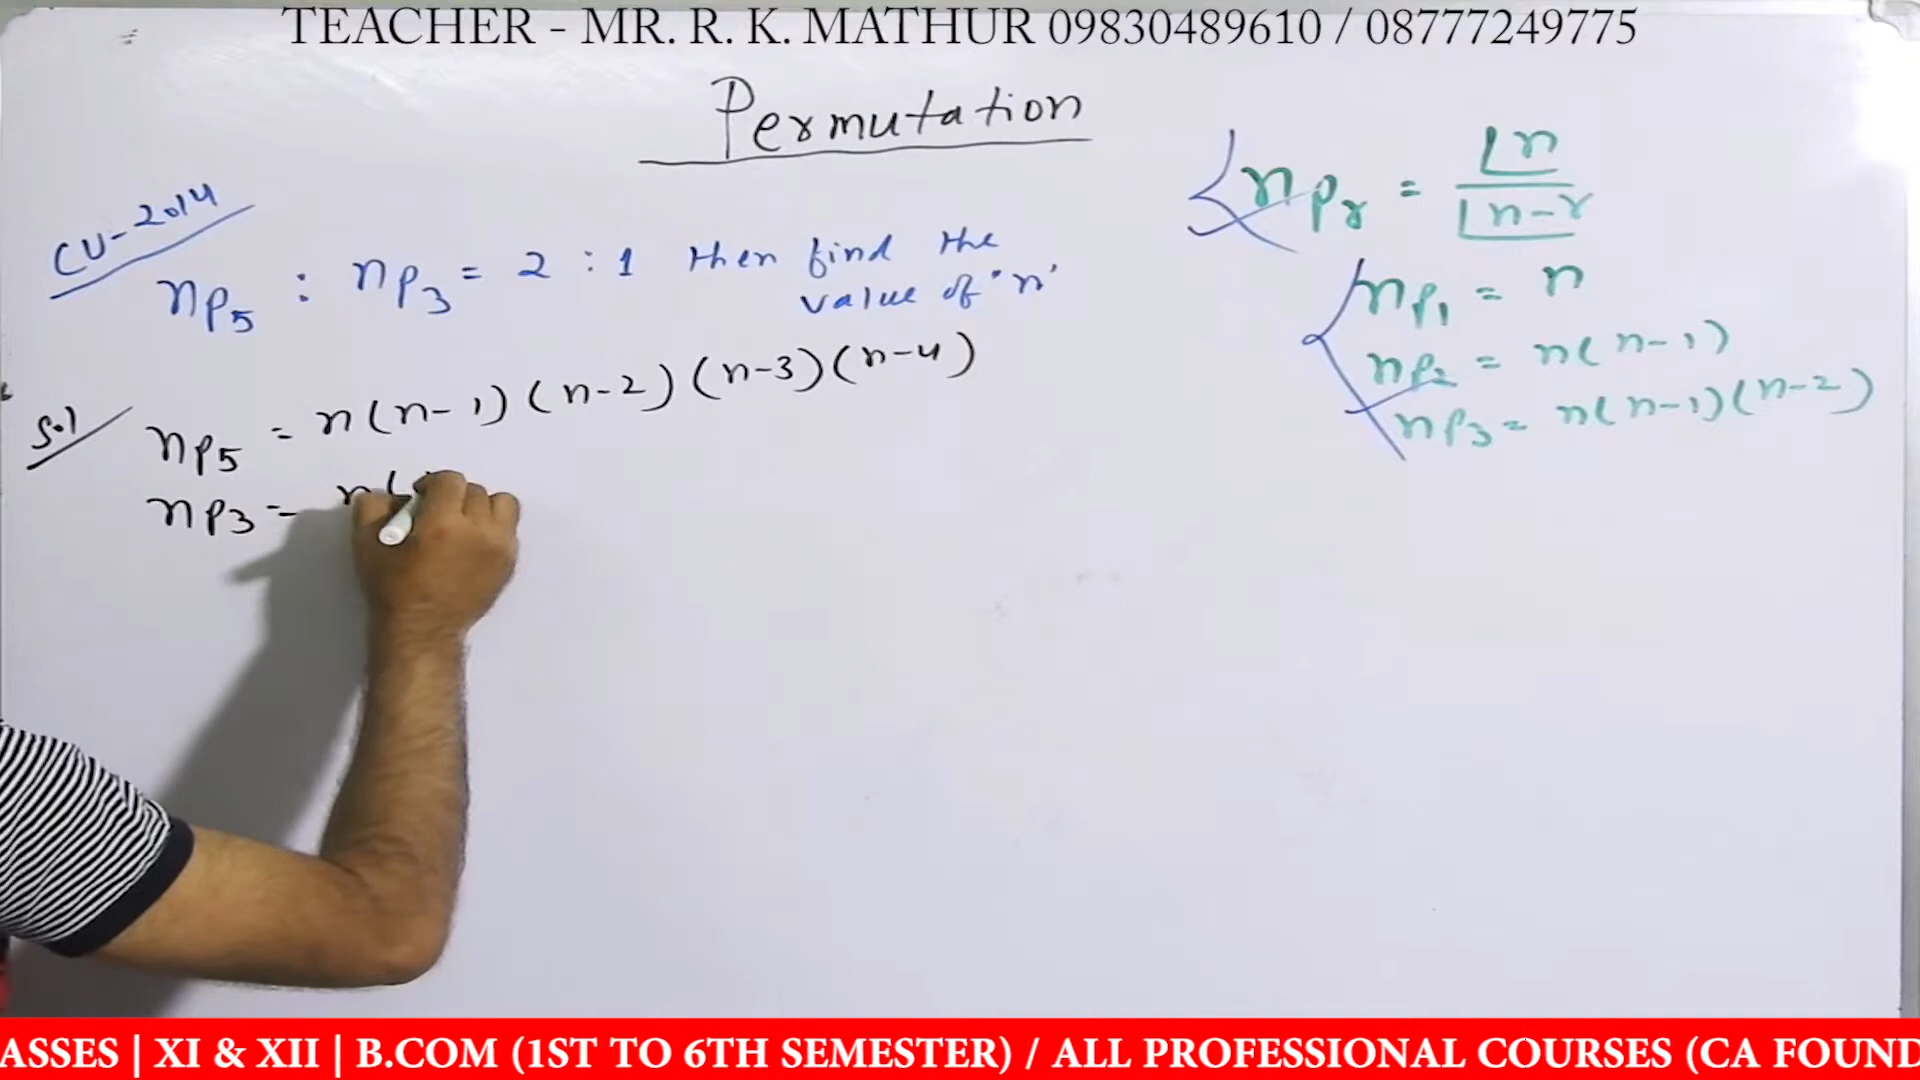 TEACHER - MR. R. K. MATHUR 09830489610 / 08777249775
Permutation
CU-2014
nP5 : nP3 = 2 : 1 then find the
value of 'n'
Sol
nP5 = n(n-1)(n-2)(n-3)(n-4)
nP3 = n(
nPr = ⌊n / ⌊n-r
nP1 = n
nP2 = n(n-1)
nP3 = n(n-1)(n-2)
ASSES | XI & XII | B.COM (1ST TO 6TH SEMESTER) / ALL PROFESSIONAL COURSES (CA FOUND